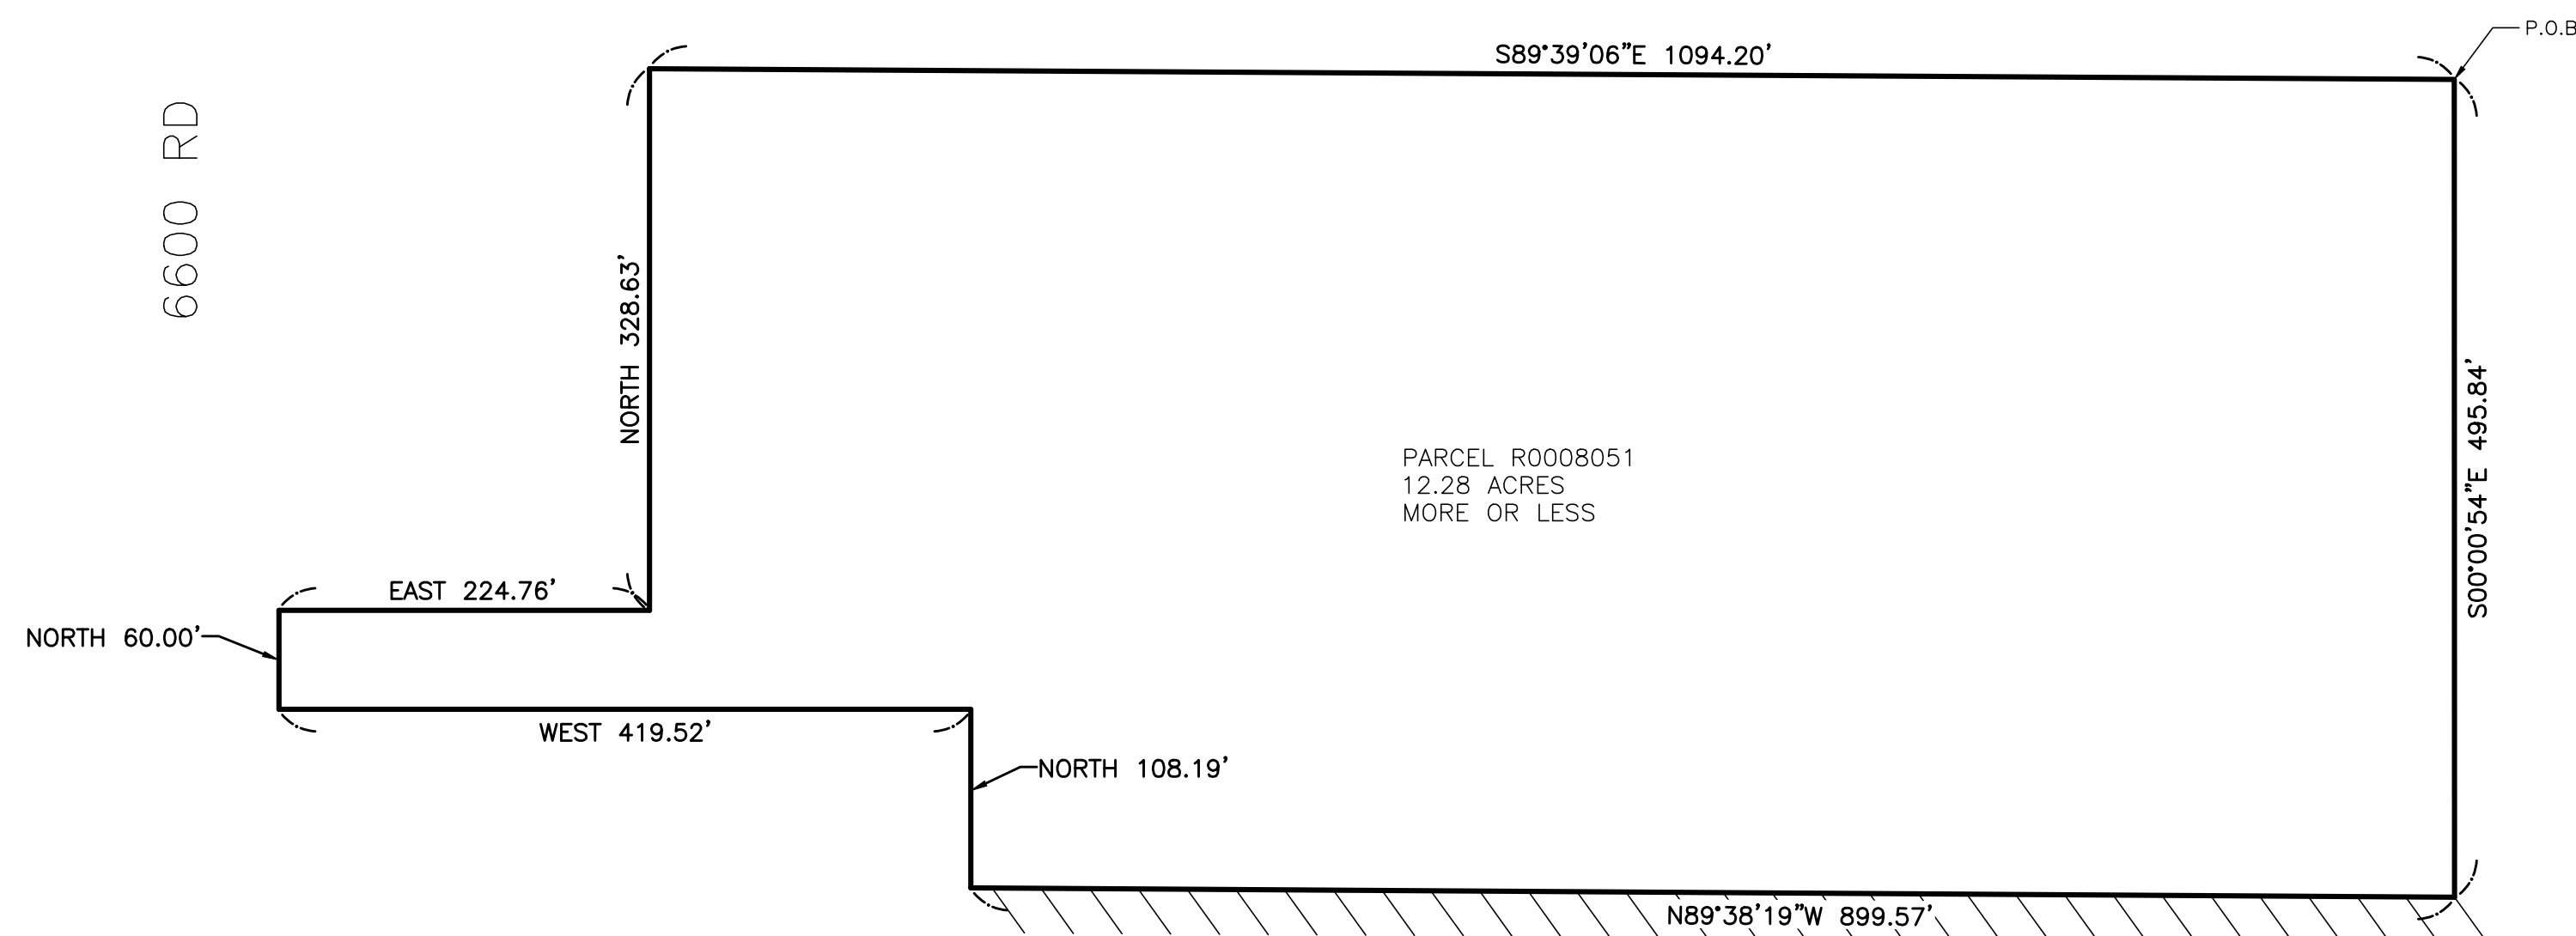 P.O.B
S89°39'06"E 1094.20'
6600 RD
NORTH 328.63'
S00°00'54"E 495.84'
PARCEL R0008051
12.28 ACRES
MORE OR LESS
EAST 224.76'
NORTH 60.00'
WEST 419.52'
NORTH 108.19'
N89°38'19"W 899.57'